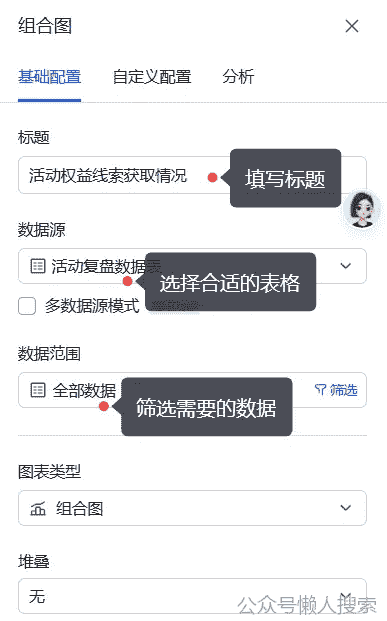 组合图
基础配置 自定义配置 分析
标题
活动权益线索获取情况
填写标题
数据源
活动复盘数据表
选择合适的表格
多数据源模式
数据范围
全部数据
筛选
筛选需要的数据
图表类型
组合图
堆叠
无
公众号懒人搜索